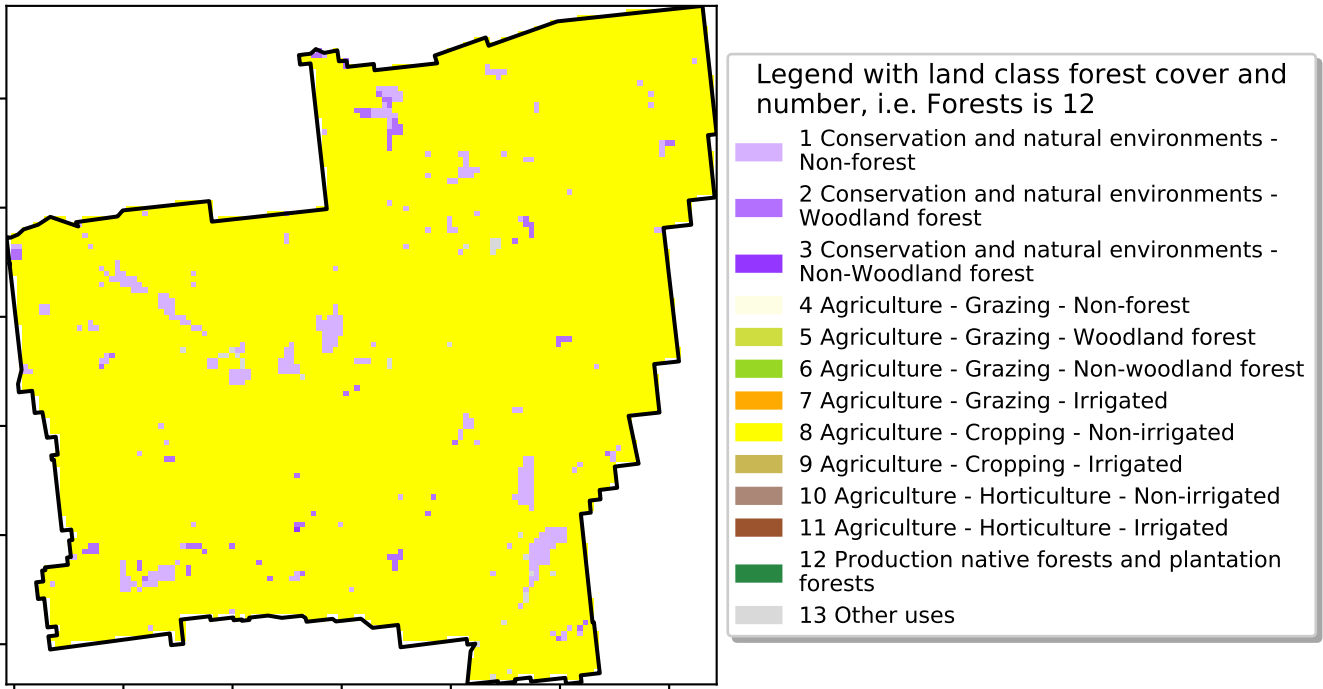 Legend with land class forest cover and
number, i.e. Forests is 12
1 Conservation and natural environments -
Non-forest
2 Conservation and natural environments -
Woodland forest
3 Conservation and natural environments -
Non-Woodland forest
4 Agriculture - Grazing - Non-forest
5 Agriculture - Grazing - Woodland forest
6 Agriculture - Grazing - Non-woodland forest
7 Agriculture - Grazing - Irrigated
8 Agriculture - Cropping - Non-irrigated
9 Agriculture - Cropping - Irrigated
10 Agriculture - Horticulture - Non-irrigated
11 Agriculture - Horticulture - Irrigated
12 Production native forests and plantation
forests
13 Other uses